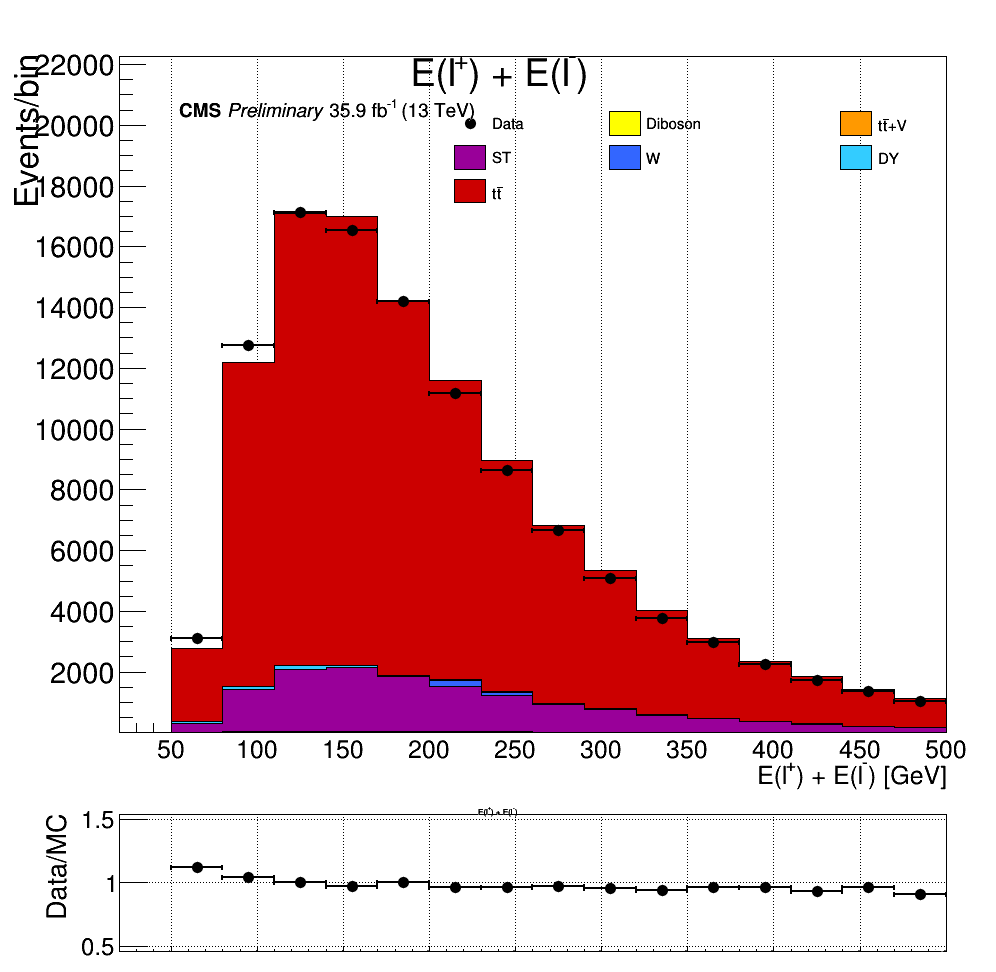 E(l⁺) + E(l⁻)
Events/bin
CMS Preliminary 35.9 fb⁻¹ (13 TeV)
Data
Diboson
tt̄+V
ST
W
DY
tt̄
22000
20000
18000
16000
14000
12000
10000
8000
6000
4000
2000
50 100 150 200 250 300 350 400 450 500
E(l⁺) + E(l⁻) [GeV]
E(l⁺) + E(l⁻)
Data/MC
1.5
1
0.5